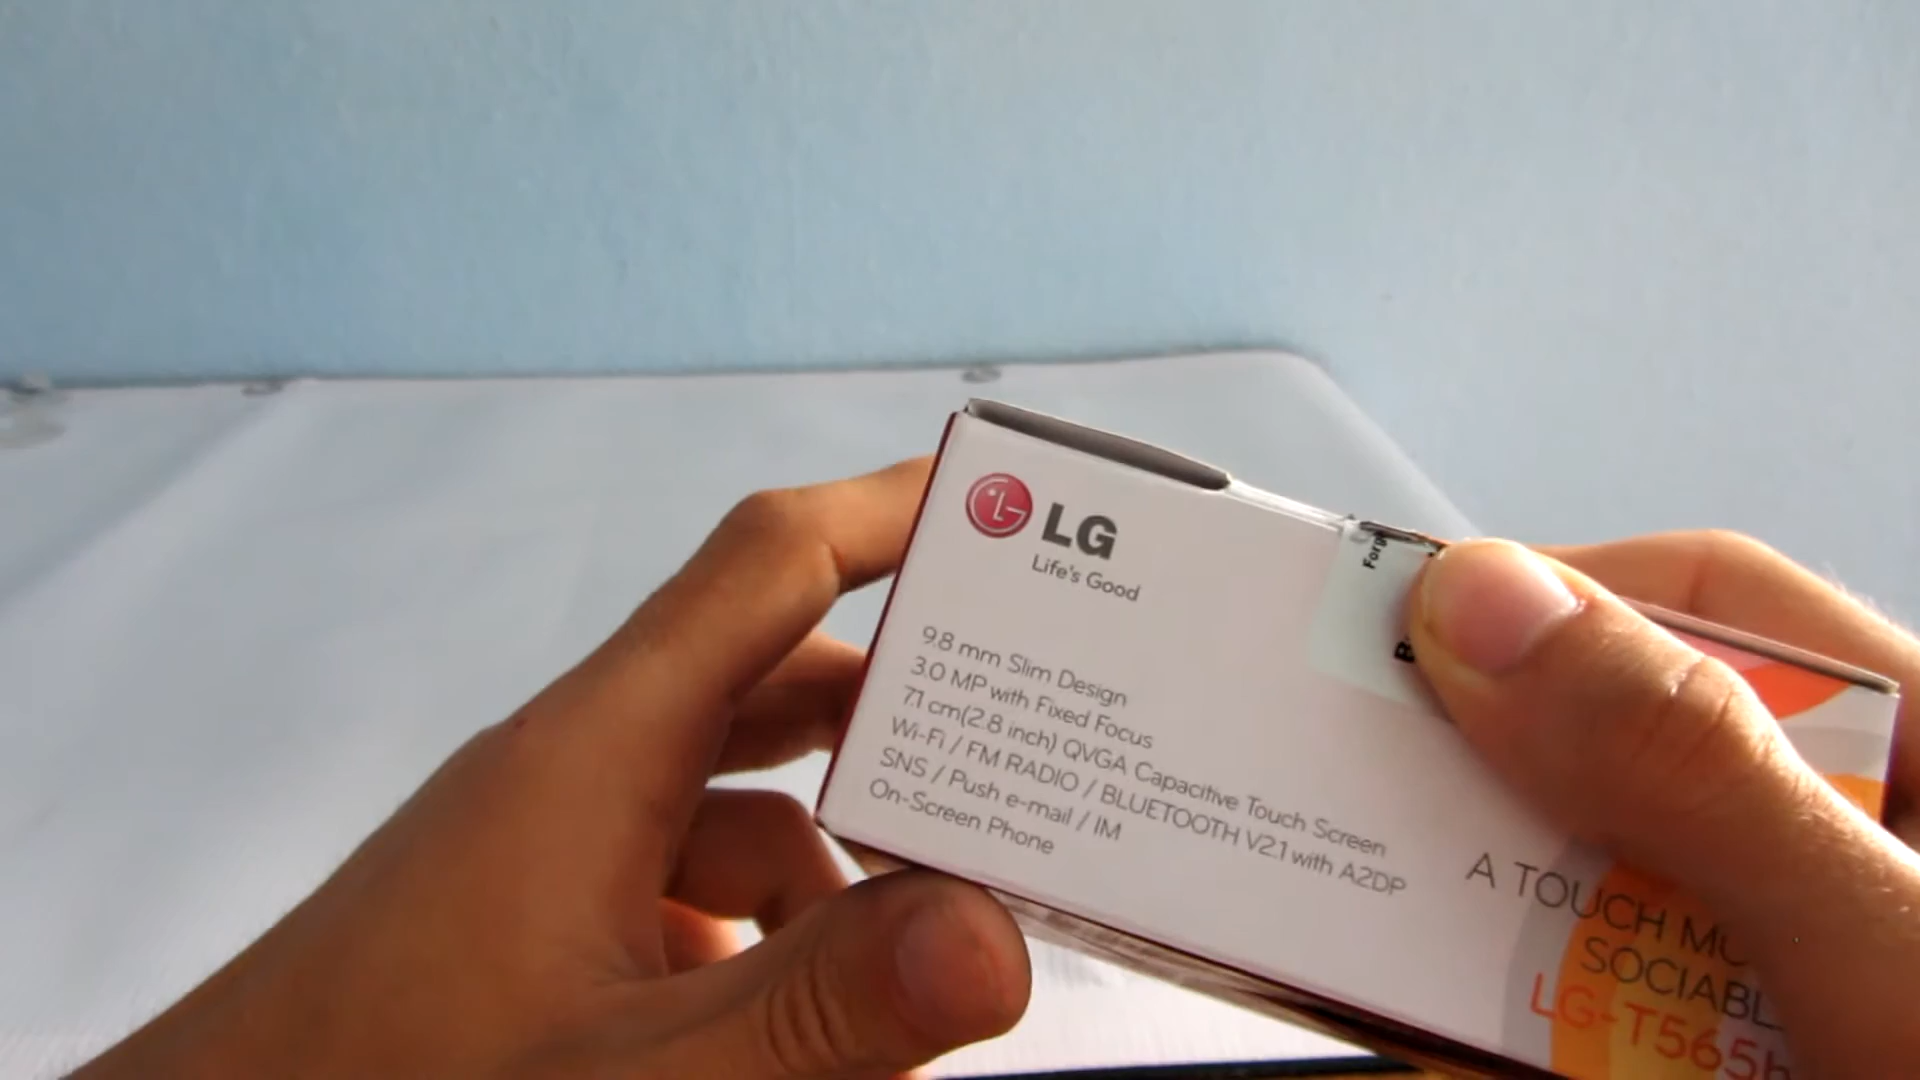 LG
Life's Good
9.8 mm Slim Design
3.0 MP with Fixed Focus
7.1 cm(2.8 inch) QVGA Capacitive Touch Screen
Wi-Fi / FM RADIO / BLUETOOTH V2.1 with A2DP
SNS / Push e-mail / IM
On-Screen Phone
A TOUCH
SOCIABL
LG-T565b